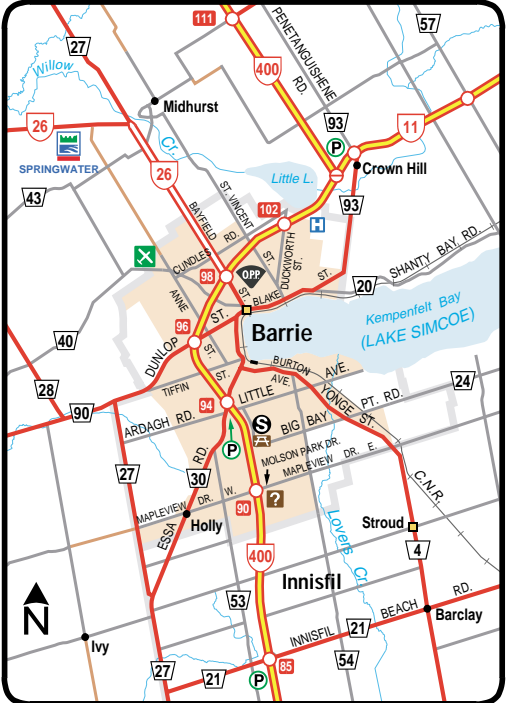 111
27
57
PENETANGUISHENE
RD.
400
Willow
Cr.
Midhurst
93
P
11
26
SPRINGWATER
26
Crown Hill
Little L.
43
ST. VINCENT
ST.
BAYFIELD
ST.
102
H
93
CUNDLES
RD.
DUCKWORTH
ST.
SHANTY BAY RD.
98
O.P.P
ANNE
ST.
BLAKE
ST.
20
Kempenfelt Bay
(LAKE SIMCOE)
96
DUNLOP
ST.
Barrie
40
28
TIFFIN
ST.
BURTON
AVE.
LITTLE
AVE.
24
90
94
ARDAGH RD.
S
BIG BAY
PT. RD.
YONGE ST.
P
MOLSON PARK DR.
MAPLEVIEW DR. E.
27
30
C.N.R.
MAPLEVIEW DR. W.
90
?
ESSA
RD.
Holly
Lovers Cr.
Stroud
4
400
Innisfil
N
53
INNISFIL
BEACH
RD.
21
Barclay
Ivy
27
21
85
54
P